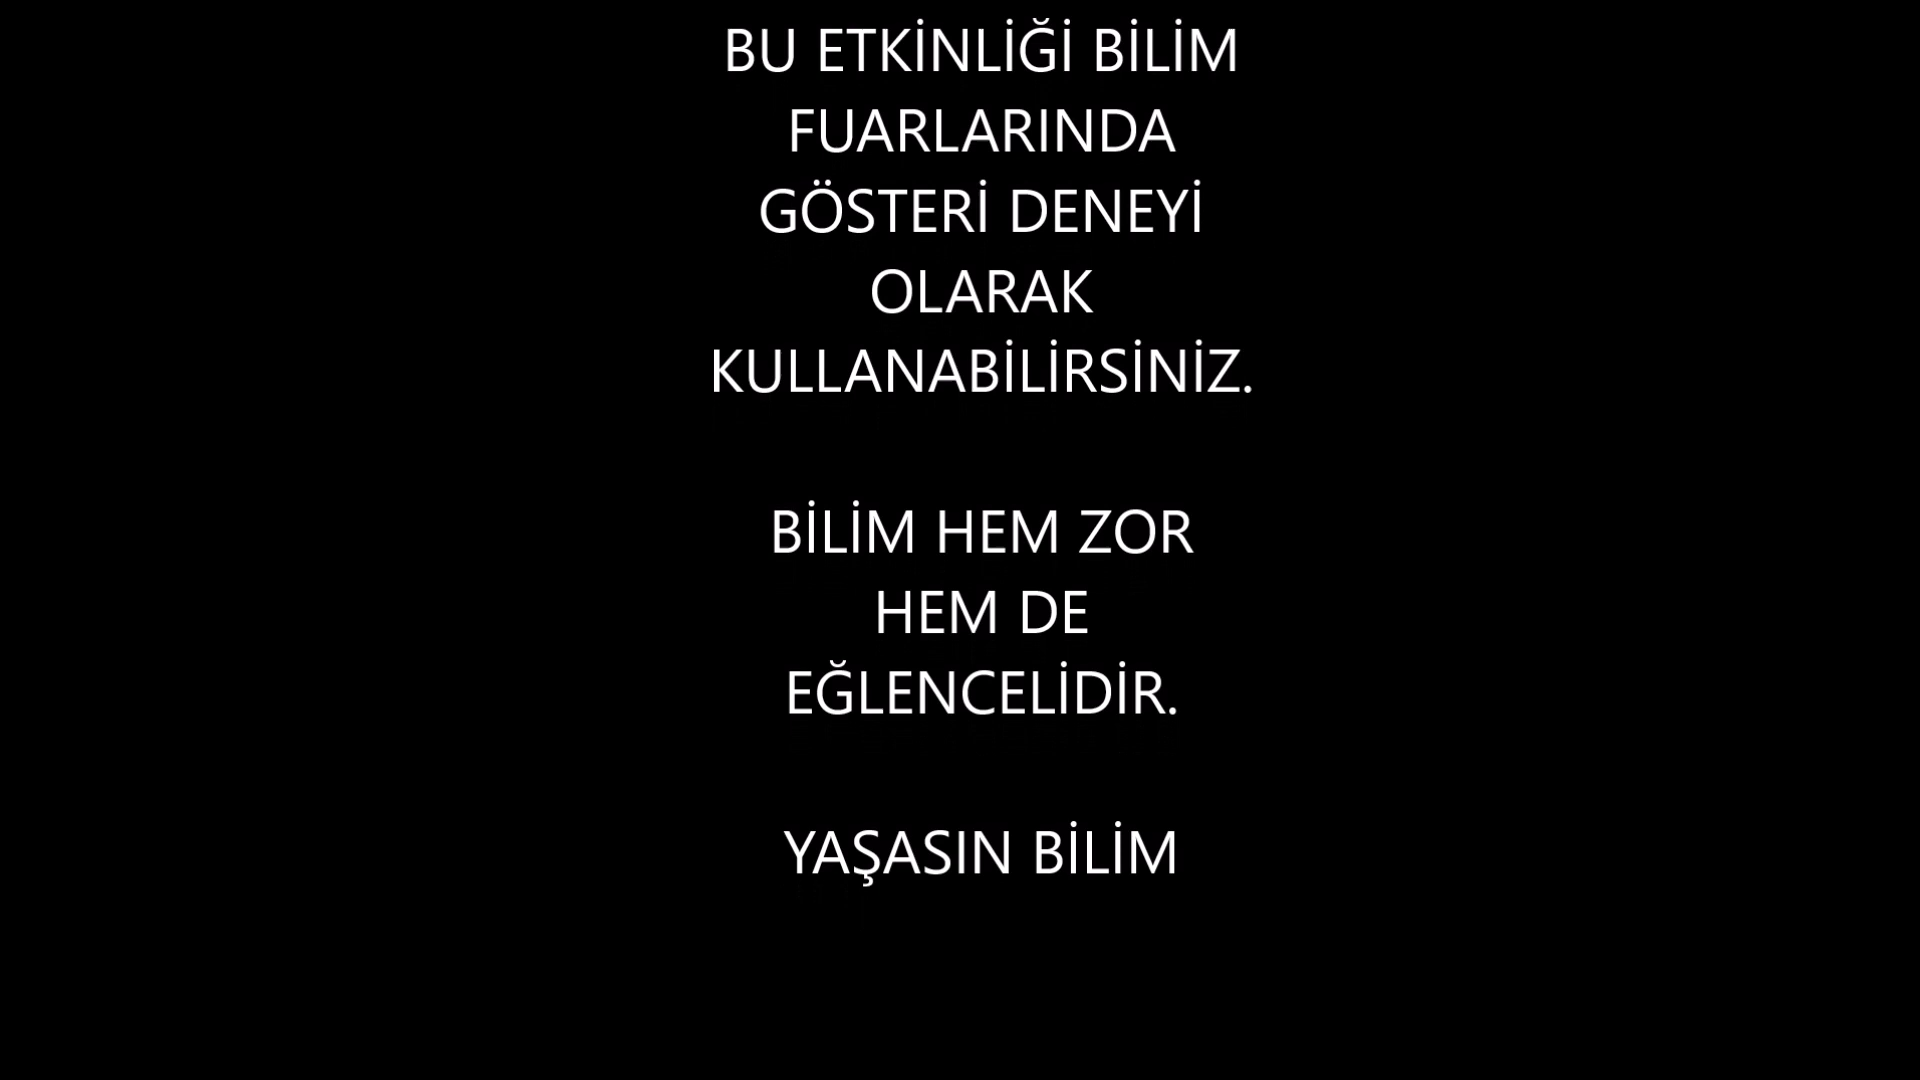 BU ETKİNLİĞİ BİLİM
FUARLARINDA
GÖSTERİ DENEYİ
OLARAK
KULLANABİLİRSİNİZ.
BİLİM HEM ZOR
HEM DE
EĞLENCELİDİR.
YAŞASIN BİLİM